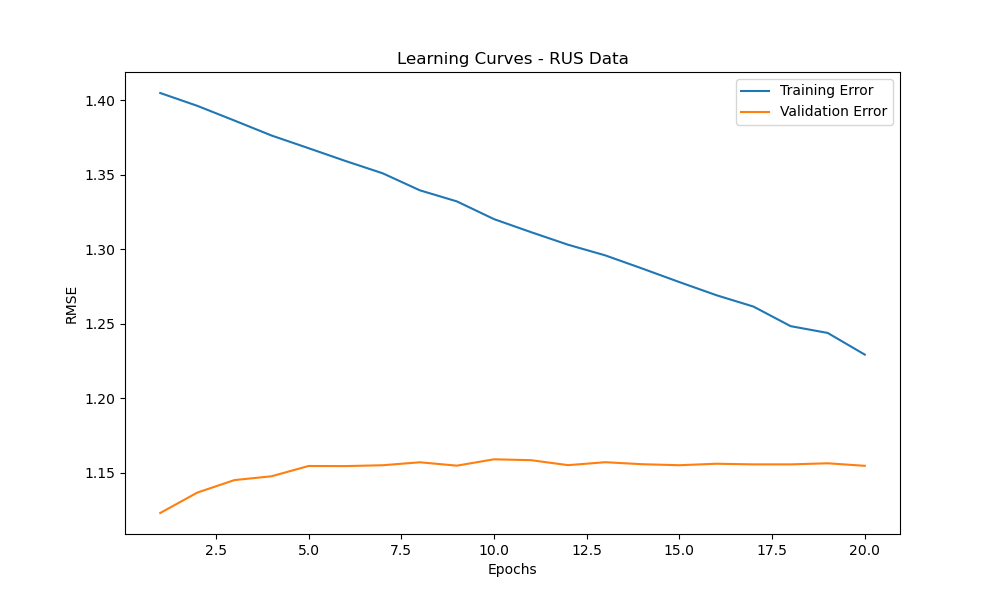 Learning Curves - RUS Data
Training Error
Validation Error
1.40
1.35
1.30
1.25
1.20
1.15
RMSE
2.5 5.0 7.5 10.0 12.5 15.0 17.5 20.0
Epochs